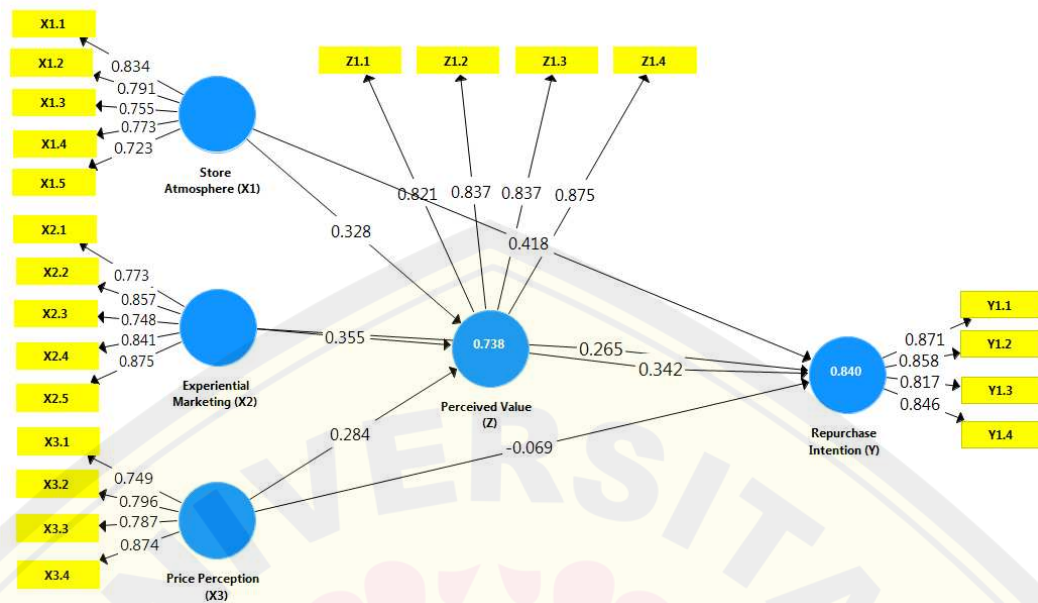 X1.1
X1.2
X1.3
X1.4
X1.5
0.834
0.791
0.755
0.773
0.723
Store
Atmosphere (X1)
Z1.1
Z1.2
Z1.3
Z1.4
0.821
0.837
0.837
0.875
0.328
0.418
X2.1
X2.2
X2.3
X2.4
X2.5
0.773
0.857
0.748
0.841
0.875
Experiential
Marketing (X2)
0.355
0.738
Perceived Value
(Z)
0.265
0.342
0.840
Repurchase
Intention (Y)
0.871
0.858
0.817
0.846
Y1.1
Y1.2
Y1.3
Y1.4
0.284
-0.069
X3.1
X3.2
X3.3
X3.4
0.749
0.796
0.787
0.874
Price Perception
(X3)
NIVERSITA